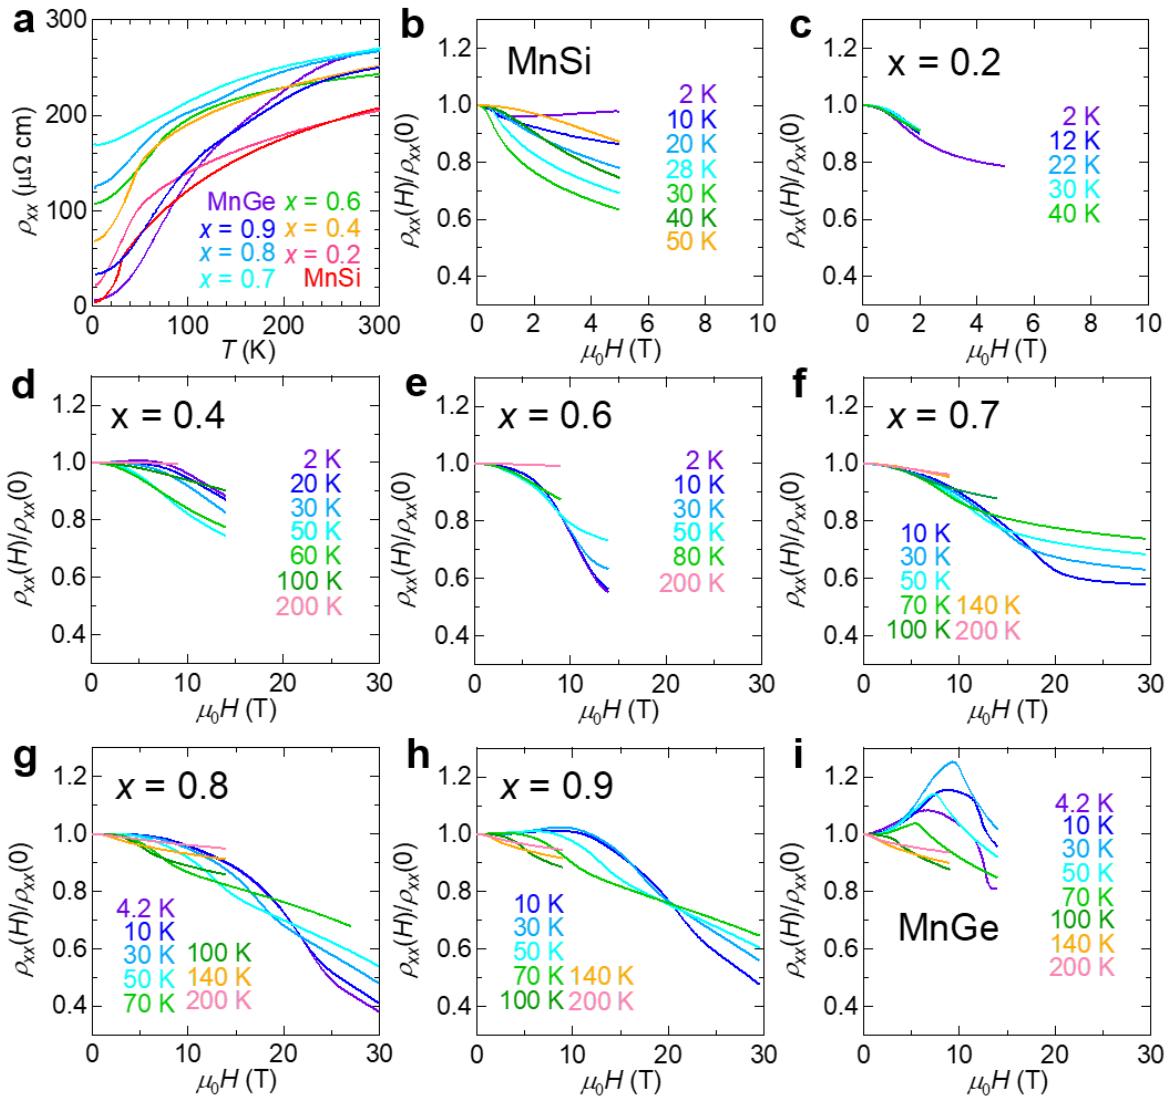 a
300
200
100
0
ρxx (μΩ cm)
MnGe x = 0.6
x = 0.9 x = 0.4
x = 0.8 x = 0.2
x = 0.7 MnSi
0 100 200 300
T (K)
b
MnSi
1.2
1.0
0.8
0.6
0.4
ρxx(H)/ρxx(0)
2 K
10 K
20 K
28 K
30 K
40 K
50 K
0 2 4 6 8 10
μ0H (T)
c
x = 0.2
1.2
1.0
0.8
0.6
0.4
ρxx(H)/ρxx(0)
2 K
12 K
22 K
30 K
40 K
0 2 4 6 8 10
μ0H (T)
d
x = 0.4
1.2
1.0
0.8
0.6
0.4
ρxx(H)/ρxx(0)
2 K
20 K
30 K
50 K
60 K
100 K
200 K
0 10 20 30
μ0H (T)
e
x = 0.6
1.2
1.0
0.8
0.6
0.4
ρxx(H)/ρxx(0)
2 K
10 K
30 K
50 K
80 K
200 K
0 10 20 30
μ0H (T)
f
x = 0.7
1.2
1.0
0.8
0.6
0.4
ρxx(H)/ρxx(0)
10 K
30 K
50 K
70 K 140 K
100 K 200 K
0 10 20 30
μ0H (T)
g
x = 0.8
1.2
1.0
0.8
0.6
0.4
ρxx(H)/ρxx(0)
4.2 K
10 K
30 K 100 K
50 K 140 K
70 K 200 K
0 10 20 30
μ0H (T)
h
x = 0.9
1.2
1.0
0.8
0.6
0.4
ρxx(H)/ρxx(0)
10 K
30 K
50 K
70 K 140 K
100 K 200 K
0 10 20 30
μ0H (T)
i
1.2
1.0
0.8
0.6
0.4
ρxx(H)/ρxx(0)
4.2 K
10 K
30 K
50 K
70 K
100 K
140 K
200 K
MnGe
0 10 20 30
μ0H (T)